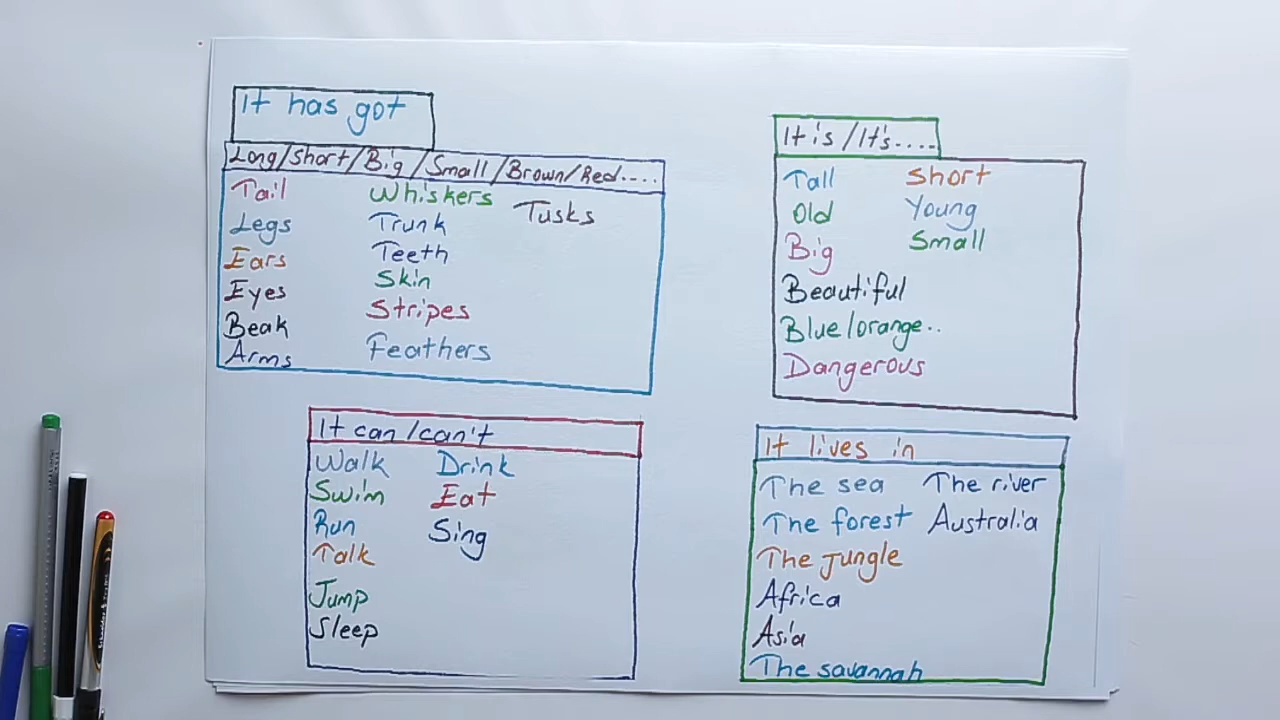 It has got
Long/Short/Big/Small/Brown/Red....
Tail
Legs
Ears
Eyes
Beak
Arms
Whiskers
Trunk
Teeth
Skin
Stripes
Feathers
Tusks
It is/It's....
Tall
Old
Big
Beautiful
Blue/orange..
Dangerous
Short
Young
Small
It can/can't
Walk
Swim
Run
Talk
Jump
Sleep
Drink
Eat
Sing
It lives in
The sea
The forest
The jungle
Africa
Asia
The savannah
The river
Australia